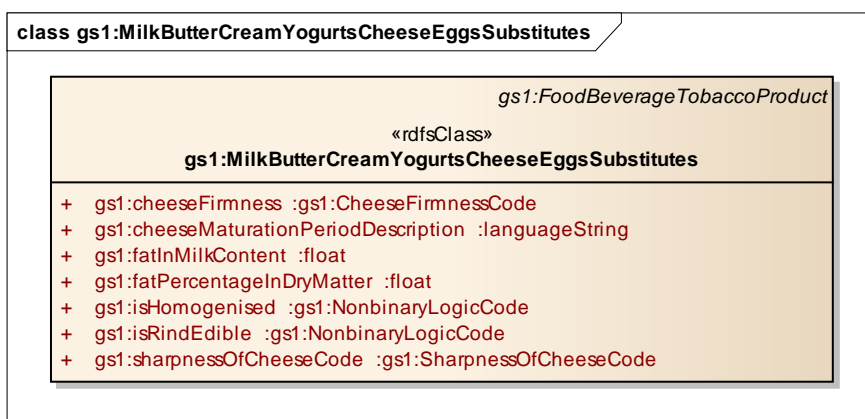 class gs1:MilkButterCreamYogurtsCheeseEggsSubstitutes
gs1:FoodBeverageTobaccoProduct
«rdfsClass»
gs1:MilkButterCreamYogurtsCheeseEggsSubstitutes
+ gs1:cheeseFirmness :gs1:CheeseFirmnessCode
+ gs1:cheeseMaturationPeriodDescription :languageString
+ gs1:fatInMilkContent :float
+ gs1:fatPercentageInDryMatter :float
+ gs1:isHomogenised :gs1:NonbinaryLogicCode
+ gs1:isRindEdible :gs1:NonbinaryLogicCode
+ gs1:sharpnessOfCheeseCode :gs1:SharpnessOfCheeseCode